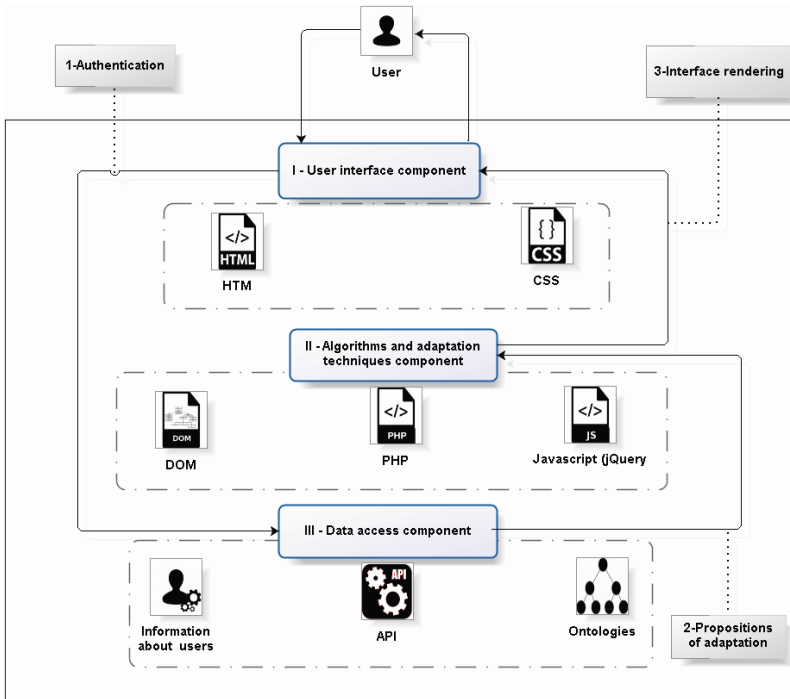 User
1-Authentication
3-Interface rendering
I - User interface component
</>
HTML
HTM
{ }
CSS
CSS
II - Algorithms and adaptation
techniques component
DOM
DOM
</>
PHP
PHP
</>
JS
Javascript (jQuery
III - Data access component
Information
about users
API
API
Ontologies
2-Propositions
of adaptation